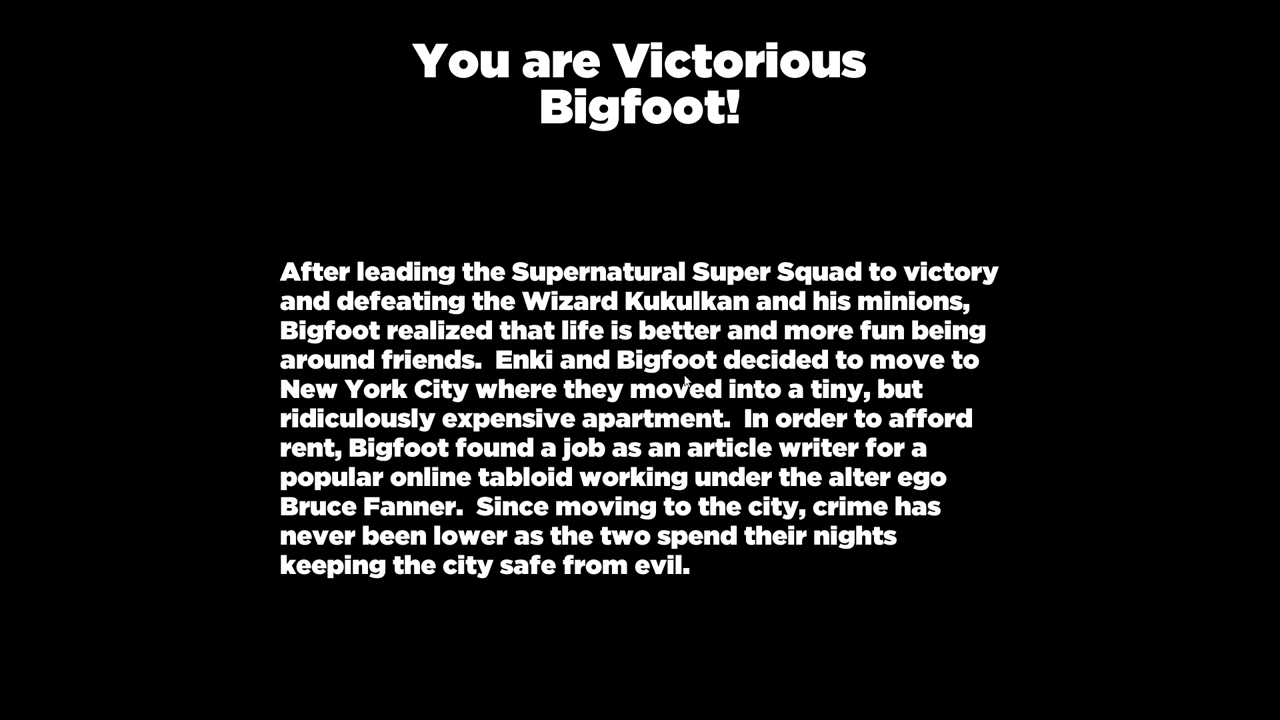 You are Victorious
Bigfoot!
After leading the Supernatural Super Squad to victory
and defeating the Wizard Kukulkan and his minions,
Bigfoot realized that life is better and more fun being
around friends.  Enki and Bigfoot decided to move to
New York City where they moved into a tiny, but
ridiculously expensive apartment.  In order to afford
rent, Bigfoot found a job as an article writer for a
popular online tabloid working under the alter ego
Bruce Fanner.  Since moving to the city, crime has
never been lower as the two spend their nights
keeping the city safe from evil.